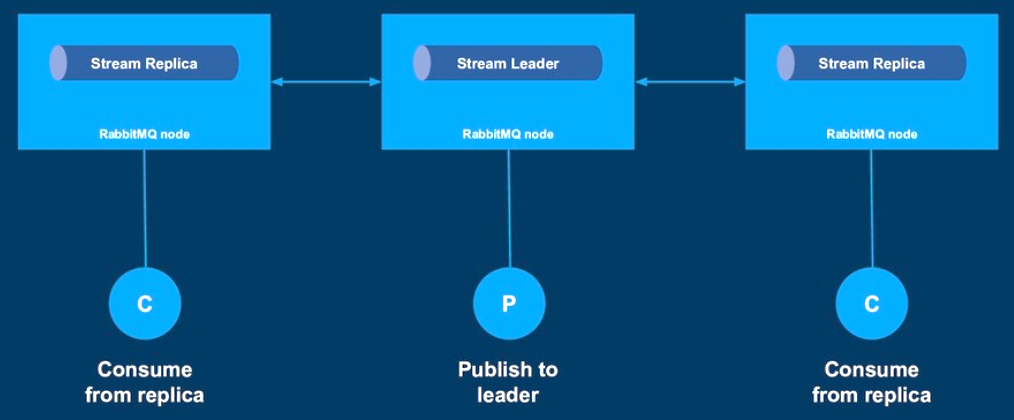 Stream Replica
Stream Leader
Stream Replica
RabbitMQ node
RabbitMQ node
RabbitMQ node
C
P
C
Consume
from replica
Publish to
leader
Consume
from replica